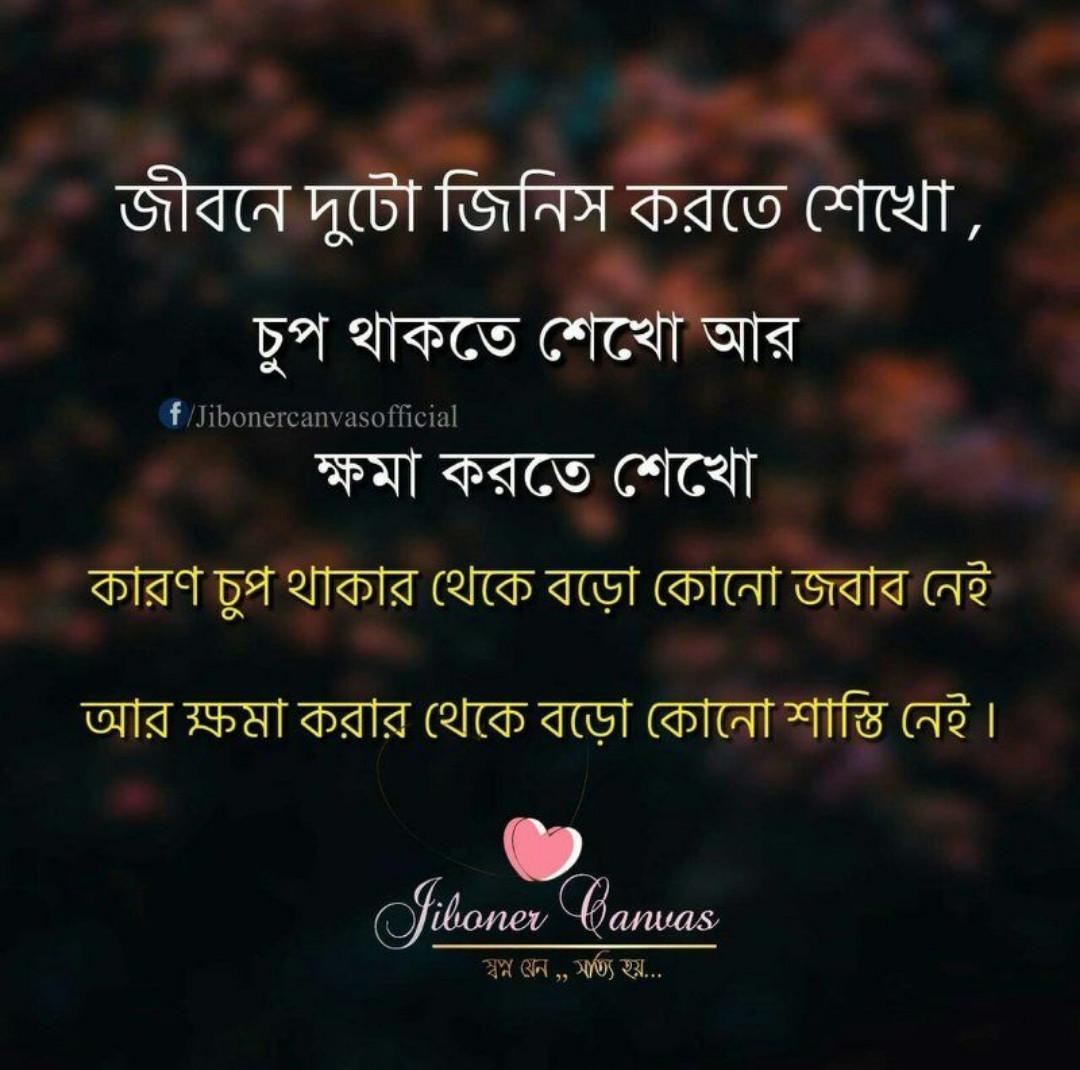 জীবনে দুটো জিনিস করতে শেখো ,
চুপ থাকতে শেখো আর
f/Jibonercanvasofficial
ক্ষমা করতে শেখো
কারণ চুপ থাকার থেকে বড়ো কোনো জবাব নেই
আর ক্ষমা করার থেকে বড়ো কোনো শাস্তি নেই ।
Jiboner Canvas
স্বপ্ন যেন ,, সত্যি হয়...